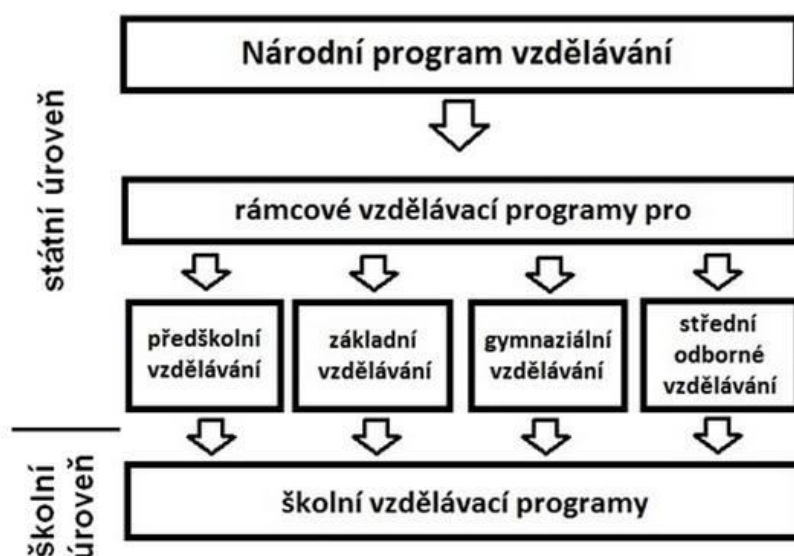 Národní program vzdělávání
státní úroveň
rámcové vzdělávací programy pro
předškolní
vzdělávání
základní
vzdělávání
gymnaziální
vzdělávání
střední
odborné
vzdělávání
školní
úroveň
školní vzdělávací programy